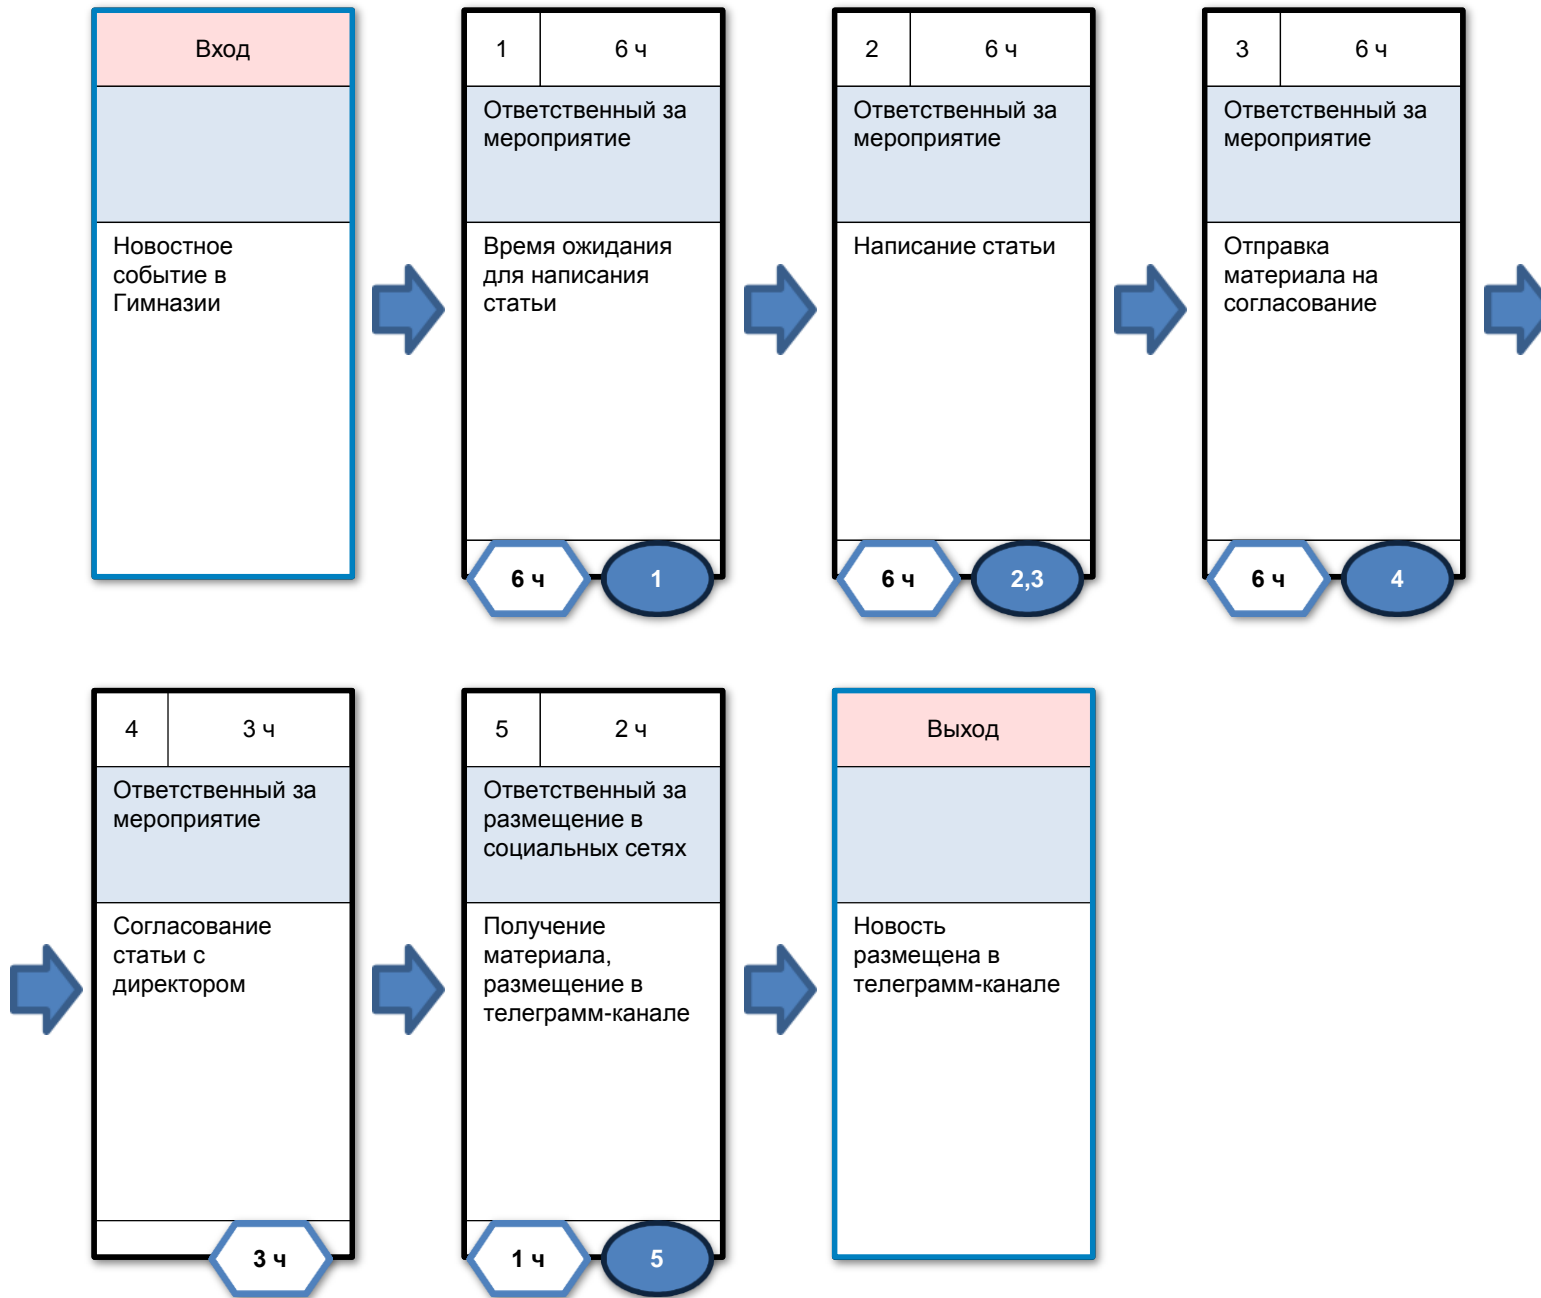 Вход
Новостное
событие в
Гимназии
1
6 ч
Ответственный за
мероприятие
Время ожидания
для написания
статьи
6 ч
1
2
6 ч
Ответственный за
мероприятие
Написание статьи
6 ч
2,3
3
6 ч
Ответственный за
мероприятие
Отправка
материала на
согласование
6 ч
4
4
3 ч
Ответственный за
мероприятие
Согласование
статьи с
директором
3 ч
5
2 ч
Ответственный за
размещение в
социальных сетях
Получение
материала,
размещение в
телеграмм-канале
1 ч
5
Выход
Новость
размещена в
телеграмм-канале